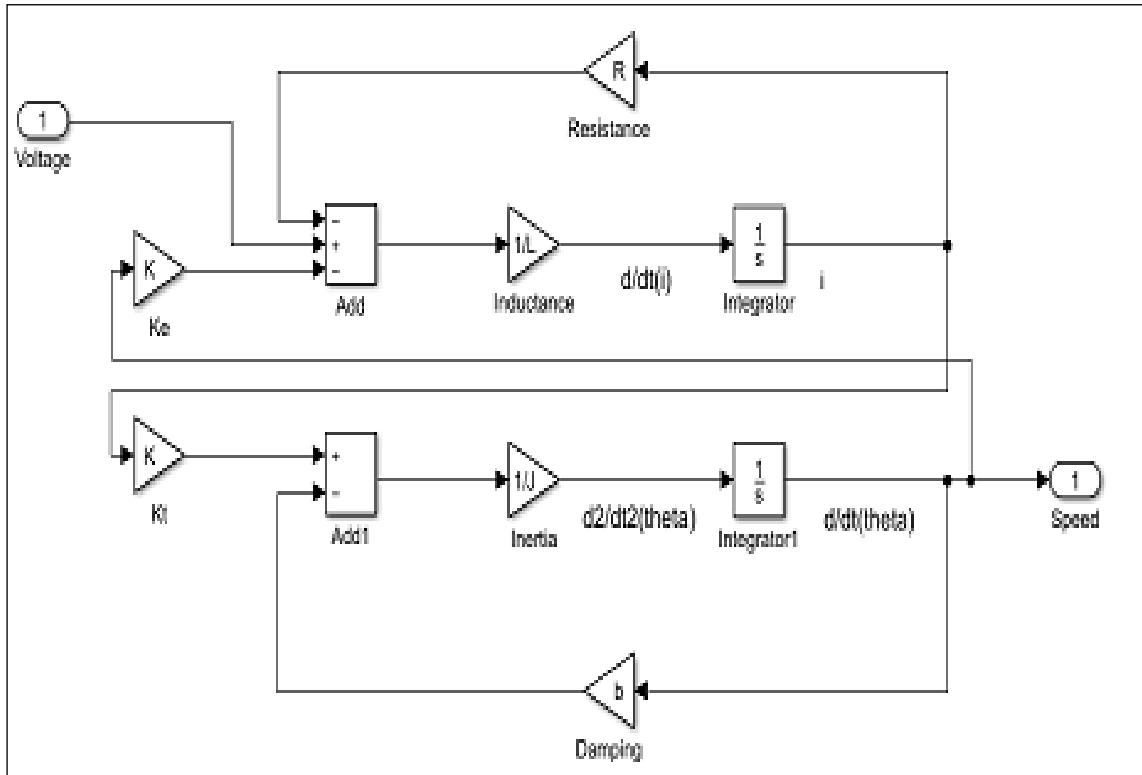 R
Resistance
1
Voltage
−
+
−
Add
1/L
Inductance
d/dt(i)
1
s
Integrator
i
K
Ke
K
Kt
+
−
Add1
1/J
Inertia
d2/dt2(theta)
1
s
Integrator1
d/dt(theta)
1
Speed
b
Damping